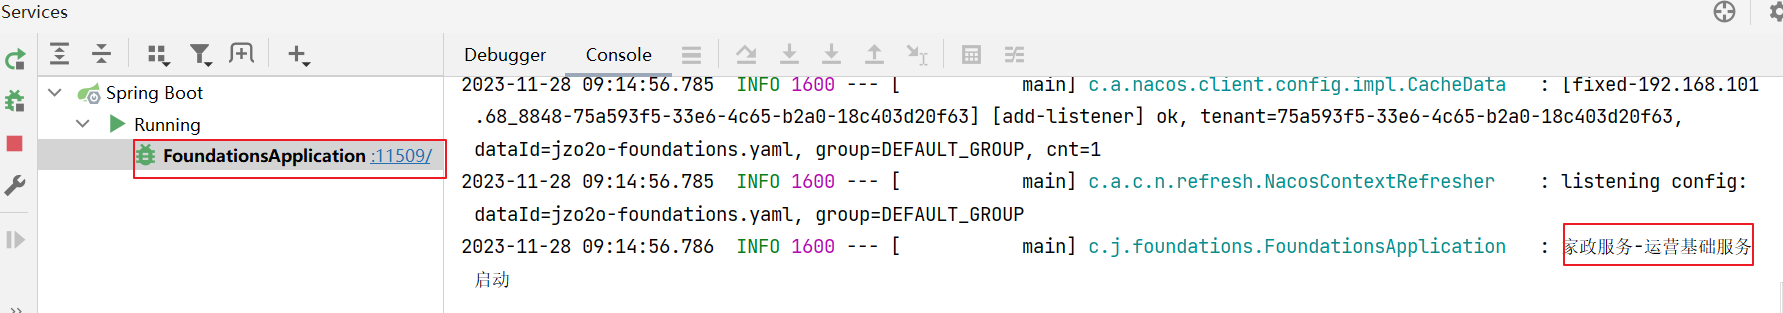 Services
Debugger Console
Spring Boot
Running
FoundationsApplication :11509/
2023-11-28 09:14:56.785  INFO 1600 --- [           main] c.a.nacos.client.config.impl.CacheData   : [fixed-192.168.101
.68_8848-75a593f5-33e6-4c65-b2a0-18c403d20f63] [add-listener] ok, tenant=75a593f5-33e6-4c65-b2a0-18c403d20f63,
dataId=jzo2o-foundations.yaml, group=DEFAULT_GROUP, cnt=1
2023-11-28 09:14:56.785  INFO 1600 --- [           main] c.a.c.n.refresh.NacosContextRefresher    : listening config:
dataId=jzo2o-foundations.yaml, group=DEFAULT_GROUP
2023-11-28 09:14:56.786  INFO 1600 --- [           main] c.j.foundations.FoundationsApplication   : 家政服务-运营基础服务
启动